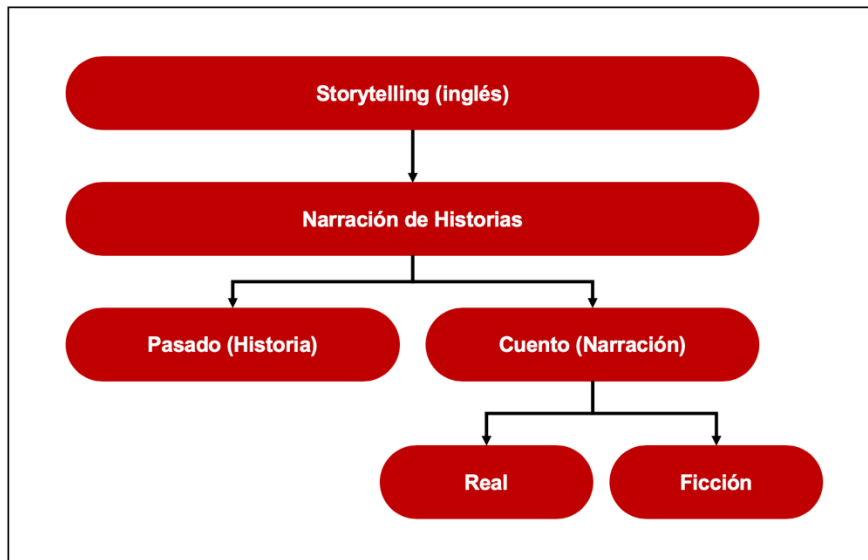 Storytelling (inglés)
Narración de Historias
Pasado (Historia)
Cuento (Narración)
Real
Ficción